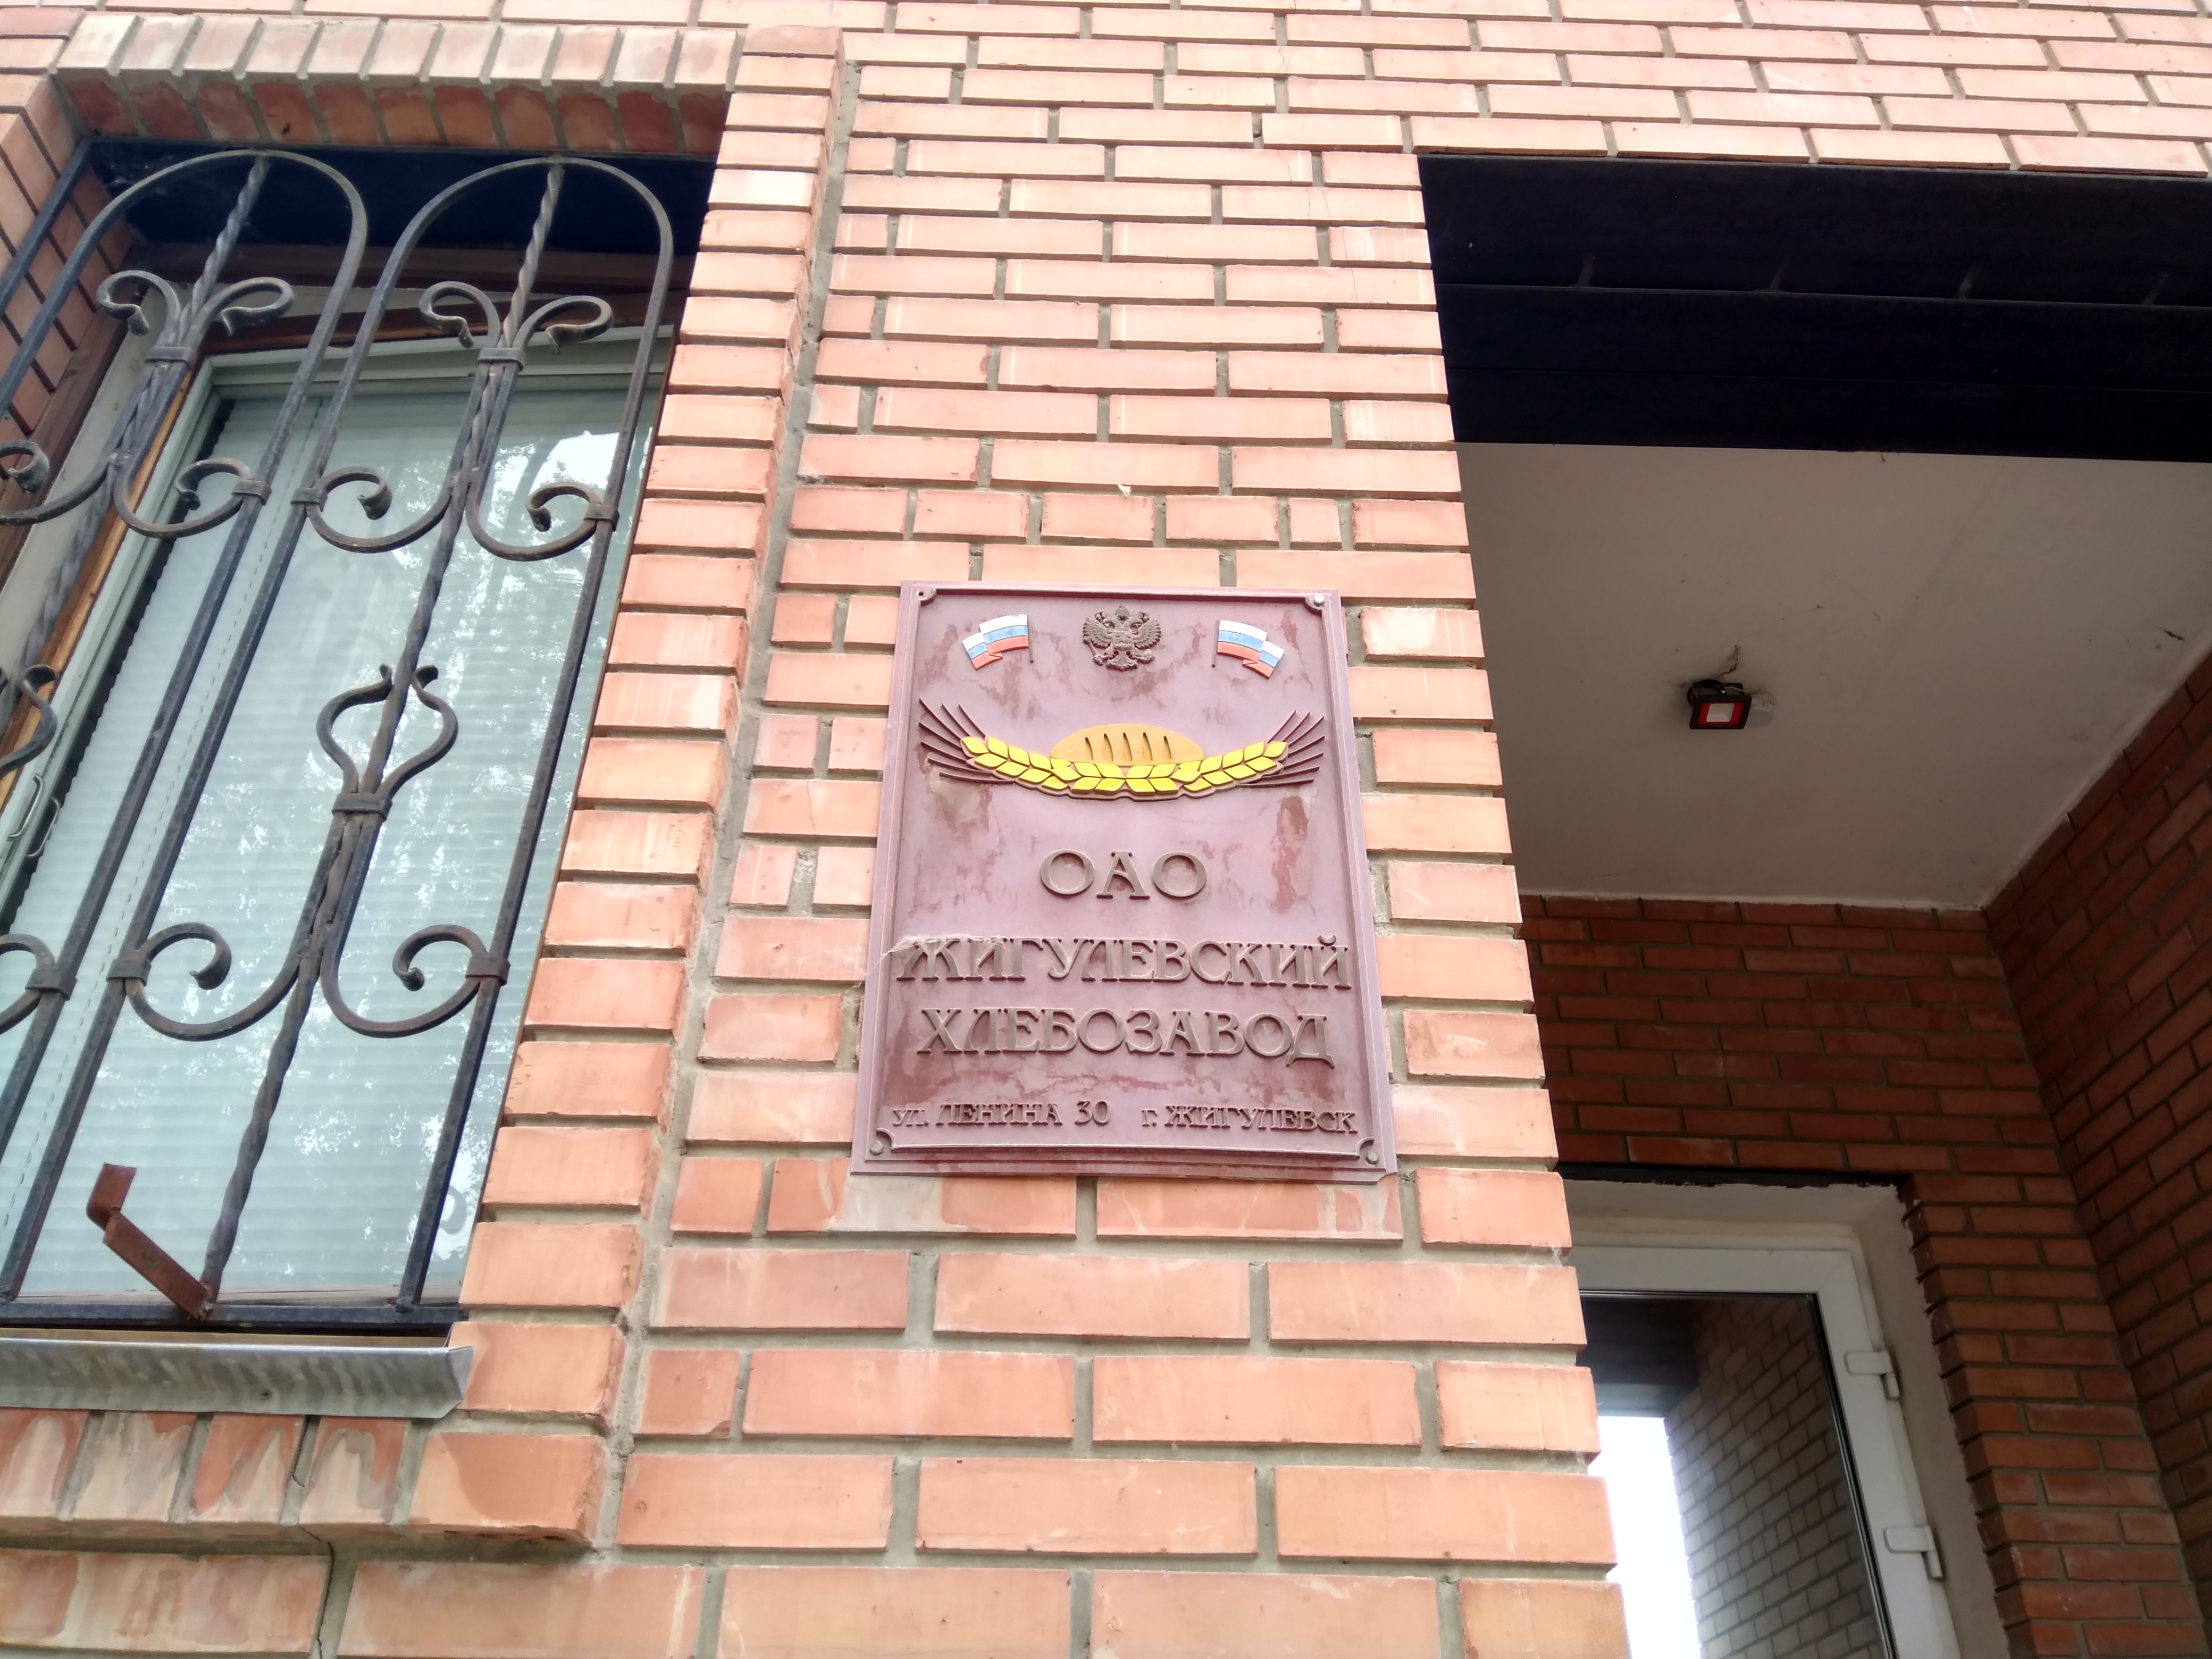 ОАО
ЖИГУЛЕВСКИЙ
ХЛЕБОЗАВОД
УЛ. ЛЕНИНА 30 Г. ЖИГУЛЕВСК